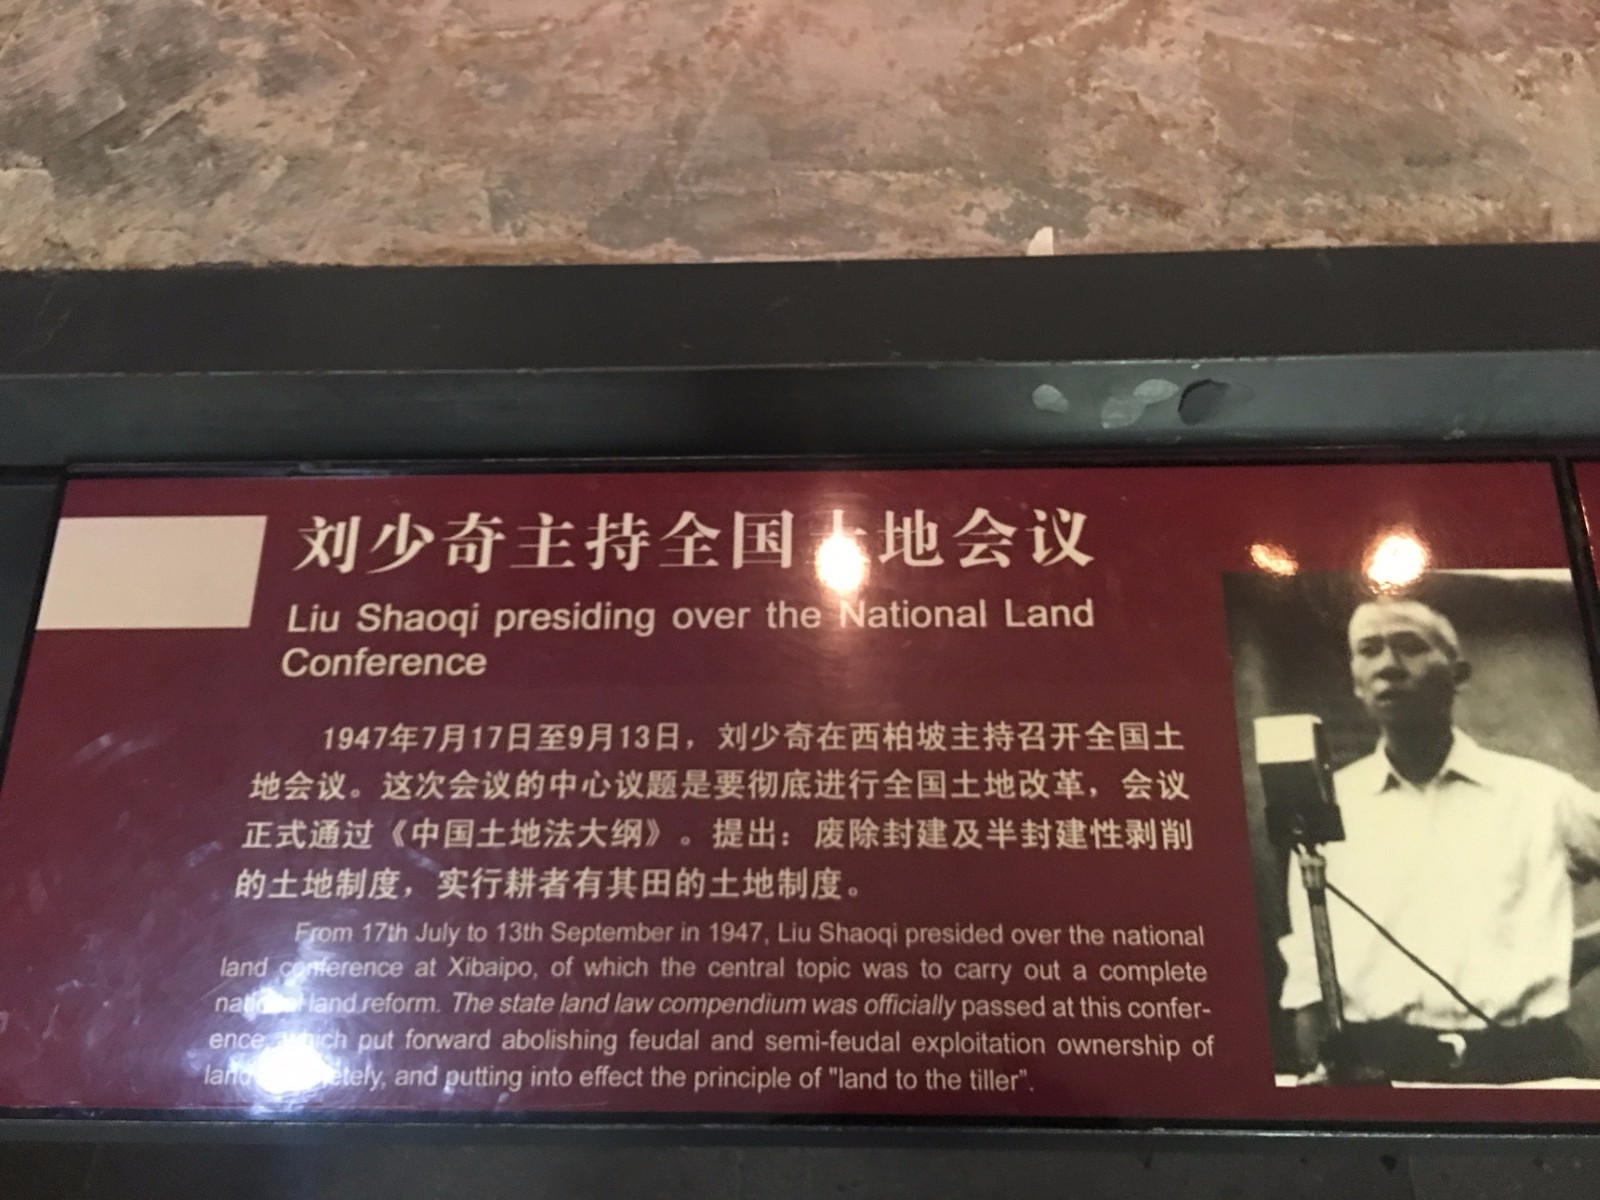 刘少奇主持全国土地会议
Liu Shaoqi presiding over the National Land
Conference
1947年7月17日至9月13日，刘少奇在西柏坡主持召开全国土
地会议。这次会议的中心议题是要彻底进行全国土地改革，会议
正式通过《中国土地法大纲》。提出：废除封建及半封建性剥削
的土地制度，实行耕者有其田的土地制度。
From 17th July to 13th September in 1947, Liu Shaoqi presided over the national
land conference at Xibaipo, of which the central topic was to carry out a complete
national land reform. The state land law compendium was officially passed at this confer-
ence which put forward abolishing feudal and semi-feudal exploitation ownership of
land completely, and putting into effect the principle of "land to the tiller".